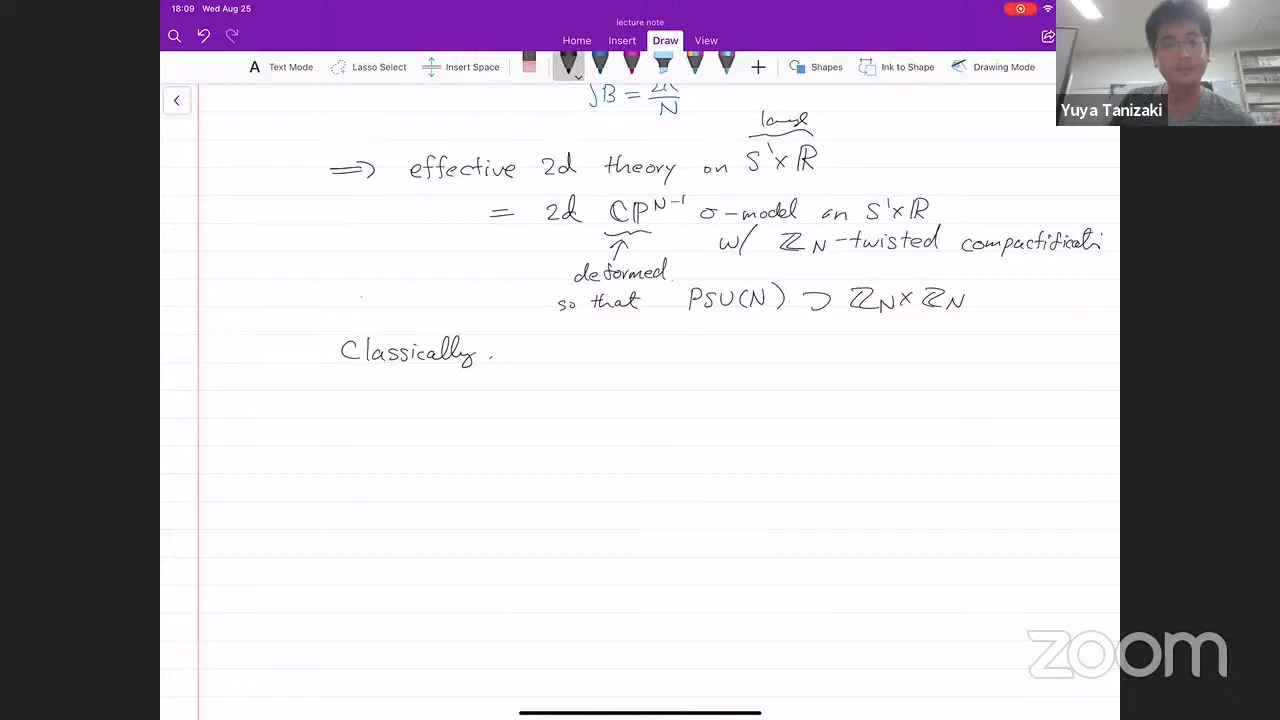 18:09 Wed Aug 25
lecture note
Home Insert Draw View
A Text Mode Lasso Select Insert Space + Shapes Ink to Shape Drawing Mode
Yuya Tanizaki
∫B = 2π/N
large
⟹ effective 2d theory on S¹×ℝ
= 2d ℂℙ^{N-1} σ-model on S¹×ℝ
w/ ℤ_N-twisted compactificati
↑
deformed.
so that PSU(N) ⊃ ℤ_N × ℤ_N
Classically.
zoom